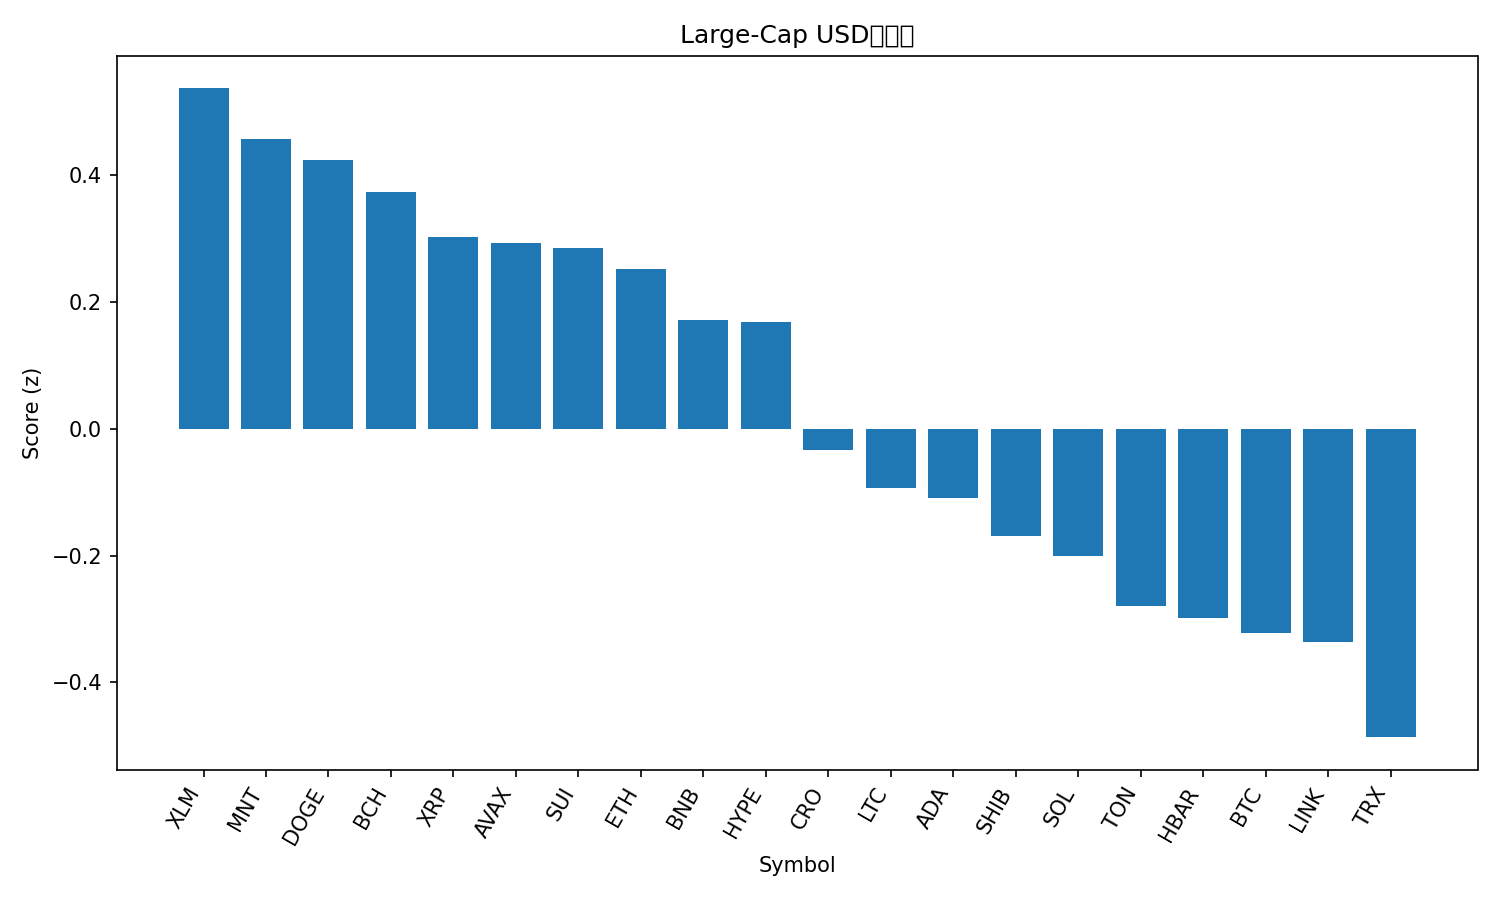 Large-Cap USD
Score (z)
0.4
0.2
0.0
−0.2
−0.4
XLM
MNT
DOGE
BCH
XRP
AVAX
SUI
ETH
BNB
HYPE
CRO
LTC
ADA
SHIB
SOL
TON
HBAR
BTC
LINK
TRX
Symbol